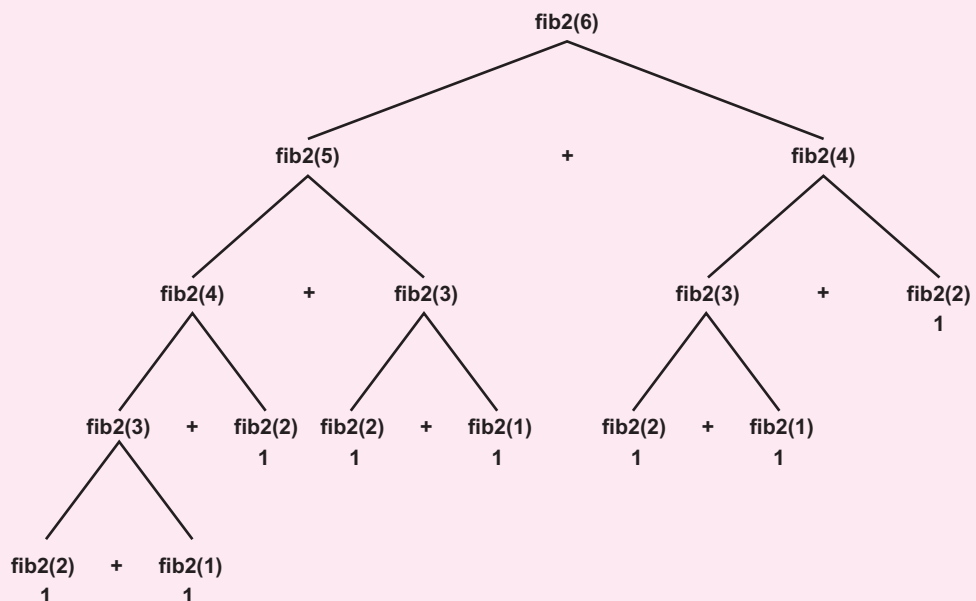 fib2(6)
fib2(5) + fib2(4)
fib2(4) + fib2(3) fib2(3) + fib2(2)
1
fib2(3) + fib2(2) fib2(2) + fib2(1) fib2(2) + fib2(1)
1 1 1 1 1
fib2(2) + fib2(1)
1 1